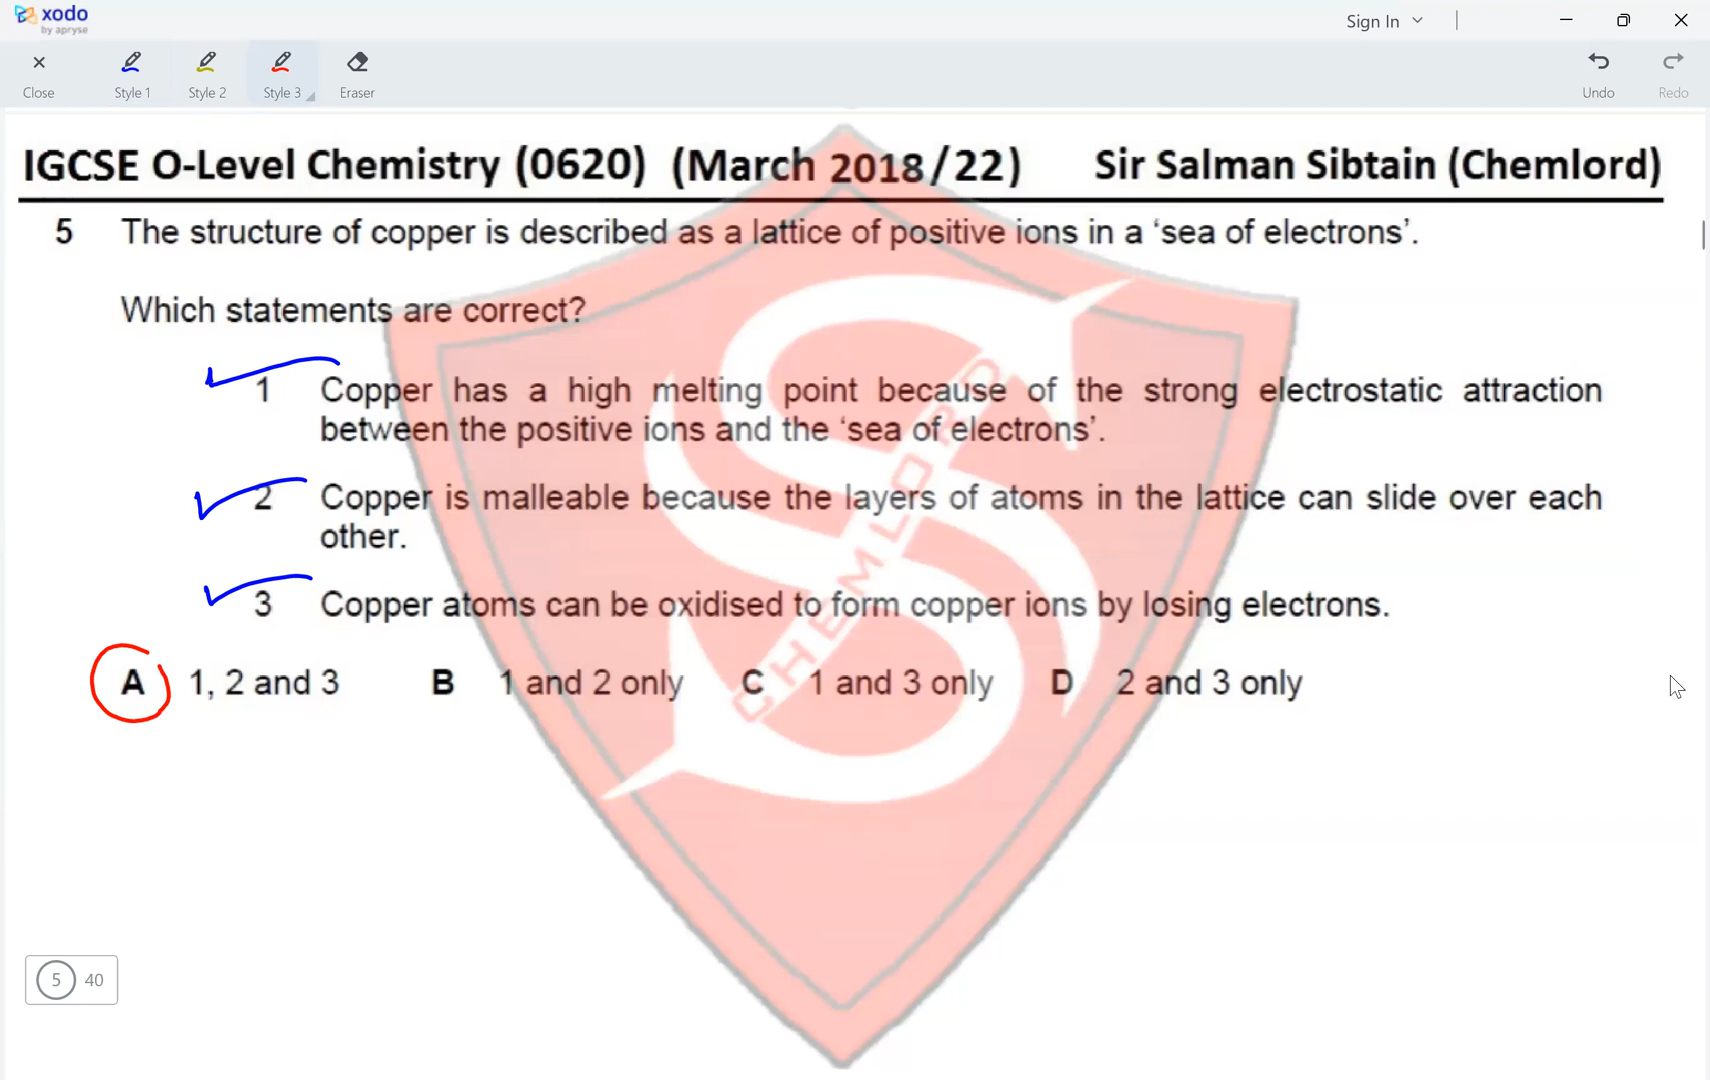 xodo
by apryse
Sign In
Close
Style 1
Style 2
Style 3
Eraser
Undo
Redo
IGCSE O-Level Chemistry (0620) (March 2018/22) Sir Salman Sibtain (Chemlord)
5 The structure of copper is described as a lattice of positive ions in a ‘sea of electrons’.
Which statements are correct?
1 Copper has a high melting point because of the strong electrostatic attraction
between the positive ions and the ‘sea of electrons’.
2 Copper is malleable because the layers of atoms in the lattice can slide over each
other.
3 Copper atoms can be oxidised to form copper ions by losing electrons.
A 1, 2 and 3 B 1 and 2 only C 1 and 3 only D 2 and 3 only
CHEMLORD
5 40